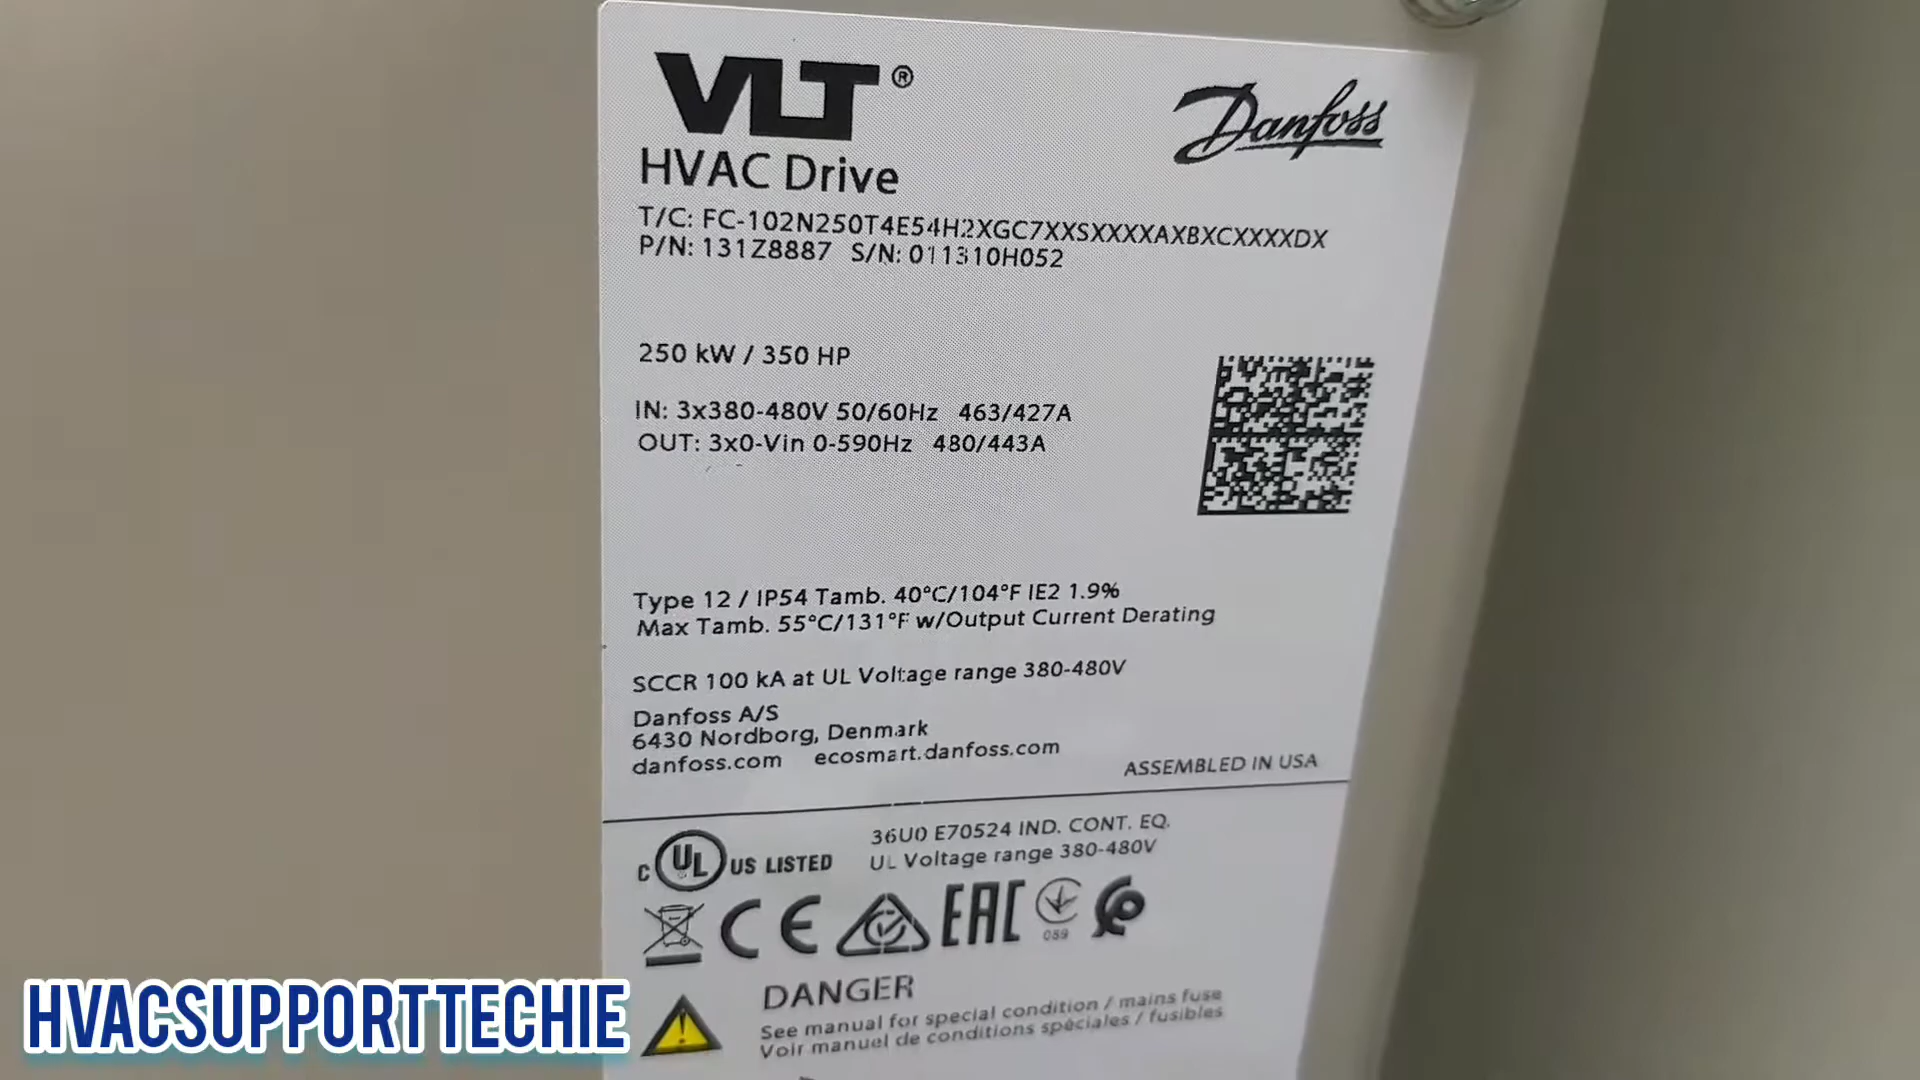 VLT®
Danfoss
HVAC Drive
T/C: FC-102N250T4E54H2XGC7XXSXXXXAXBXCXXXXDX
P/N: 131Z8887 S/N: 011310H052
250 kW / 350 HP
IN: 3x380-480V 50/60Hz 463/427A
OUT: 3x0-Vin 0-590Hz 480/443A
Type 12 / IP54 Tamb. 40°C/104°F IE2 1.9%
Max Tamb. 55°C/131°F w/Output Current Derating
SCCR 100 kA at UL Voltage range 380-480V
Danfoss A/S
6430 Nordborg, Denmark
danfoss.com ecosmart.danfoss.com
ASSEMBLED IN USA
c UL US LISTED
36U0 E70524 IND. CONT. EQ.
UL Voltage range 380-480V
CE EAC
089
DANGER
See manual for special condition / mains fuse
Voir manuel de conditions spéciales / fusibles
HVACSUPPORTTECHIE